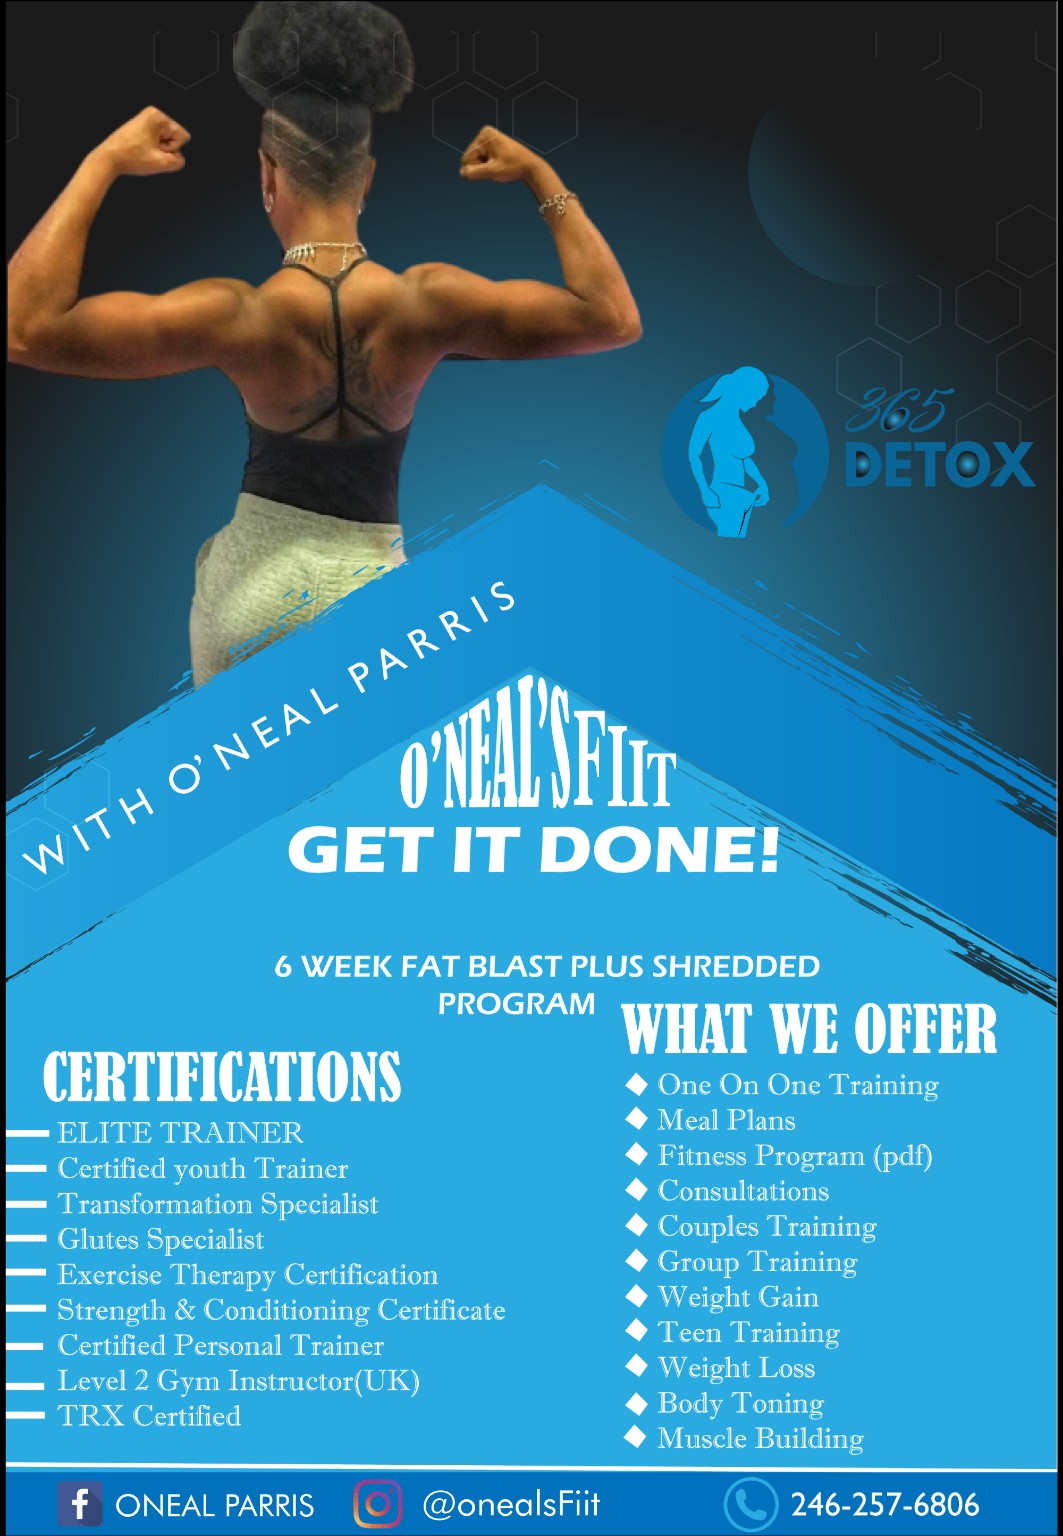 365
DETOX
WITH O'NEAL PARRIS
O'NEAL'SFIIT
GET IT DONE!
6 WEEK FAT BLAST PLUS SHREDDED
PROGRAM
CERTIFICATIONS
ELITE TRAINER
Certified youth Trainer
Transformation Specialist
Glutes Specialist
Exercise Therapy Certification
Strength & Conditioning Certificate
Certified Personal Trainer
Level 2 Gym Instructor(UK)
TRX Certified
WHAT WE OFFER
One On One Training
Meal Plans
Fitness Program (pdf)
Consultations
Couples Training
Group Training
Weight Gain
Teen Training
Weight Loss
Body Toning
Muscle Building
f ONEAL PARRIS @onealsFiit 246-257-6806